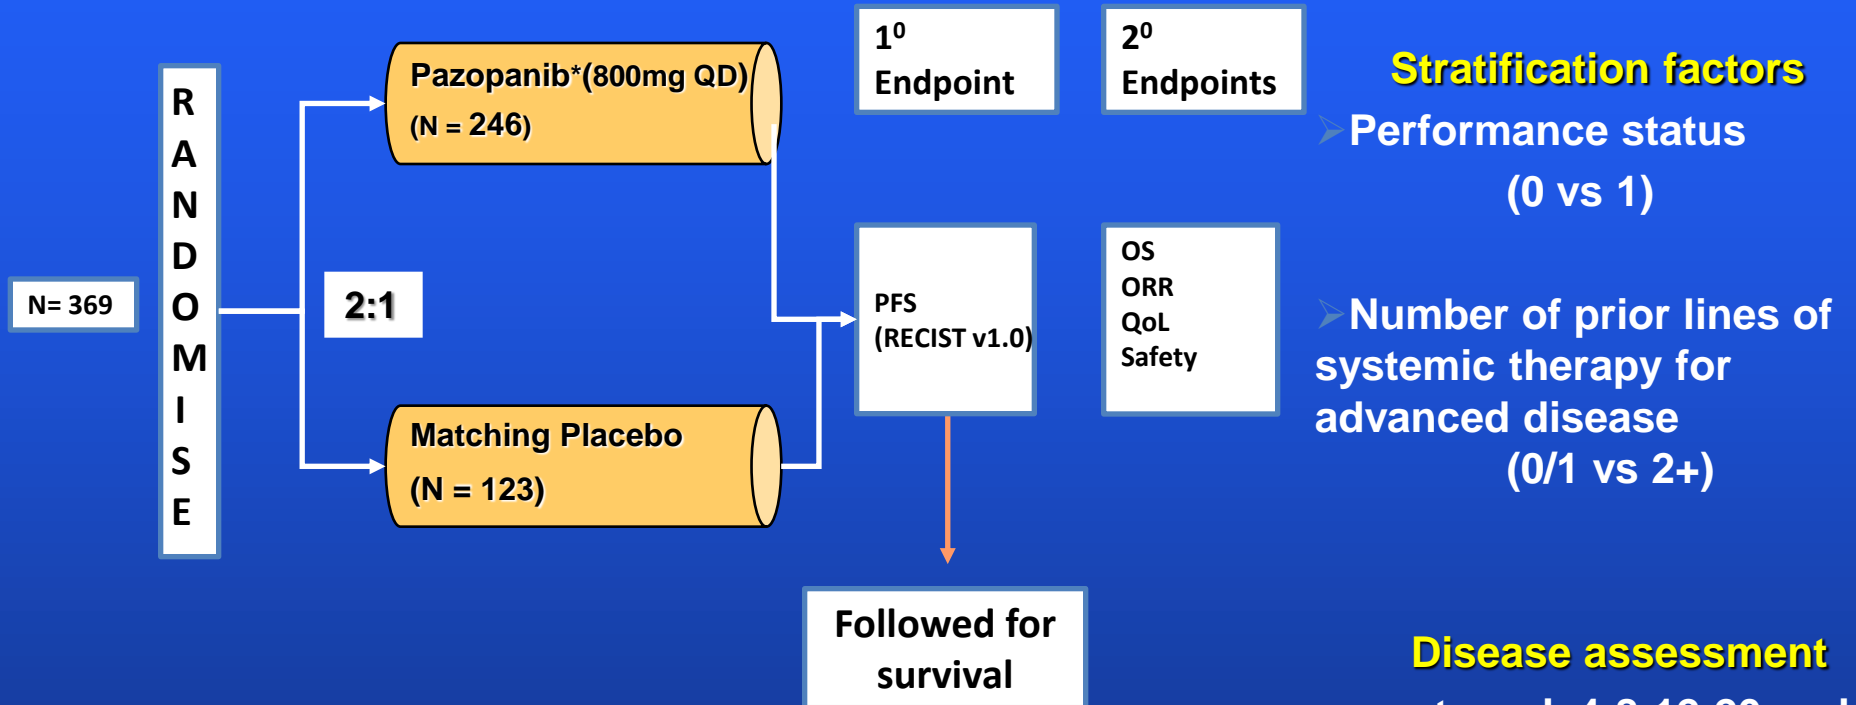 N= 369
R
A
N
D
O
M
I
S
E
2:1
Pazopanib*(800mg QD)
(N = 246)
Matching Placebo
(N = 123)
1⁰
Endpoint
2⁰
Endpoints
PFS
(RECIST v1.0)
OS
ORR
QoL
Safety
Followed for
survival
Stratification factors
➢Performance status
(0 vs 1)
➢Number of prior lines of
systemic therapy for
advanced disease
(0/1 vs 2+)
Disease assessment